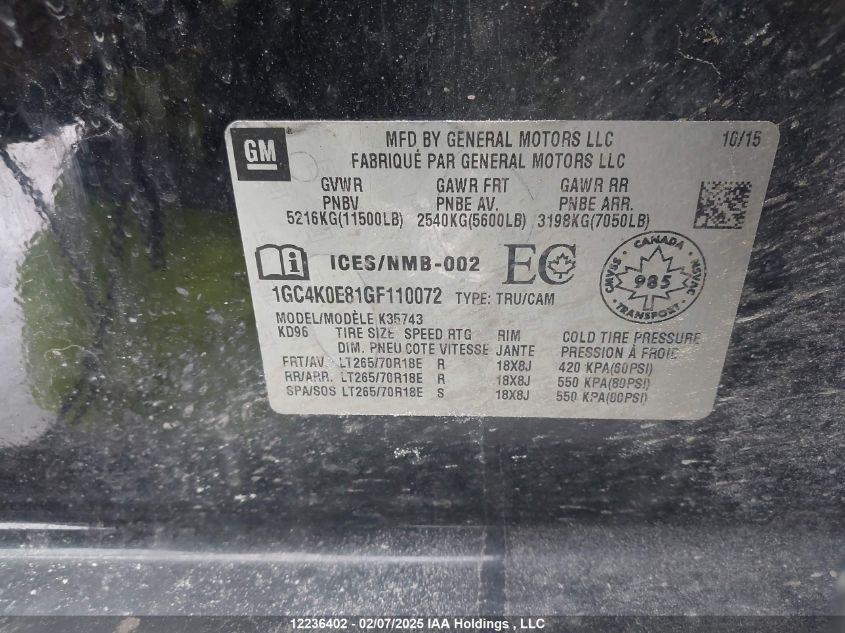 GM
MFD BY GENERAL MOTORS LLC 10/15
FABRIQUÉ PAR GENERAL MOTORS LLC
GVWR GAWR FRT GAWR RR
PNBV PNBE AV. PNBE ARR.
5216KG(11500LB) 2540KG(5600LB) 3198KG(7050LB)
ICES/NMB-002 EC
CANADA
STANDARD 985 NSVAC
TRANSPORT
1GC4K0E81GF110072 TYPE: TRU/CAM
MODEL/MODÈLE K35743
KD96 TIRE SIZE SPEED RTG RIM COLD TIRE PRESSURE
DIM. PNEU COTE VITESSE JANTE PRESSION À FROID
FRT/AV. LT265/70R18E R 18X8J 420 KPA(60PSI)
RR/ARR. LT265/70R18E R 18X8J 550 KPA(80PSI)
SPA/SOS LT265/70R18E S 18X8J 550 KPA(80PSI)
12236402 - 02/07/2025 IAA Holdings , LLC